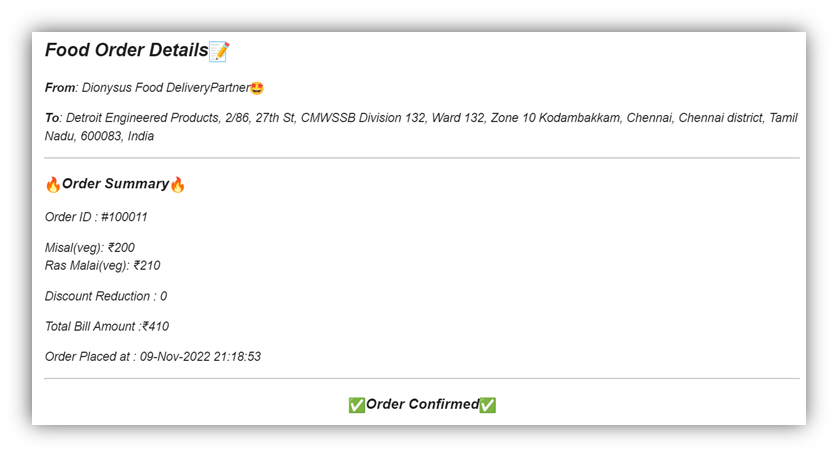 Food Order Details📝
From: Dionysus Food DeliveryPartner🤩
To: Detroit Engineered Products, 2/86, 27th St, CMWSSB Division 132, Ward 132, Zone 10 Kodambakkam, Chennai, Chennai district, Tamil
Nadu, 600083, India
🔥Order Summary🔥
Order ID : #100011
Misal(veg): ₹200
Ras Malai(veg): ₹210
Discount Reduction : 0
Total Bill Amount :₹410
Order Placed at : 09-Nov-2022 21:18:53
✅Order Confirmed✅